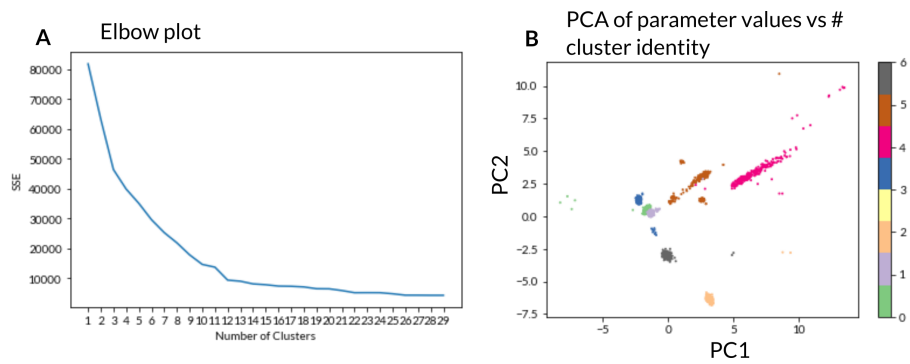 A
Elbow plot
80000
70000
60000
50000
40000
30000
20000
10000
SSE
1 2 3 4 5 6 7 8 9 10 11 12 13 14 15 16 17 18 19 20 21 22 23 24 25 26 27 28 29
Number of Clusters
B
PCA of parameter values vs #
cluster identity
10.0
7.5
5.0
2.5
0.0
−2.5
−5.0
−7.5
PC2
−5 0 5 10
PC1
6
5
4
3
2
1
0